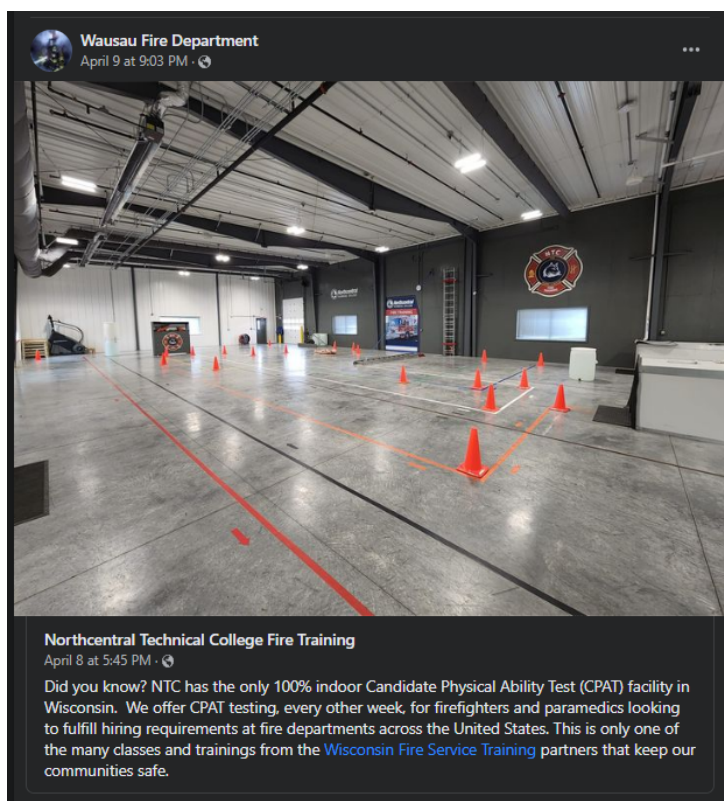 Wausau Fire Department
April 9 at 9:03 PM ·
NTC
Northcentral Technical College Fire Training
April 8 at 5:45 PM ·
Did you know? NTC has the only 100% indoor Candidate Physical Ability Test (CPAT) facility in
Wisconsin.  We offer CPAT testing, every other week, for firefighters and paramedics looking
to fulfill hiring requirements at fire departments across the United States. This is only one of
the many classes and trainings from the Wisconsin Fire Service Training partners that keep our
communities safe.